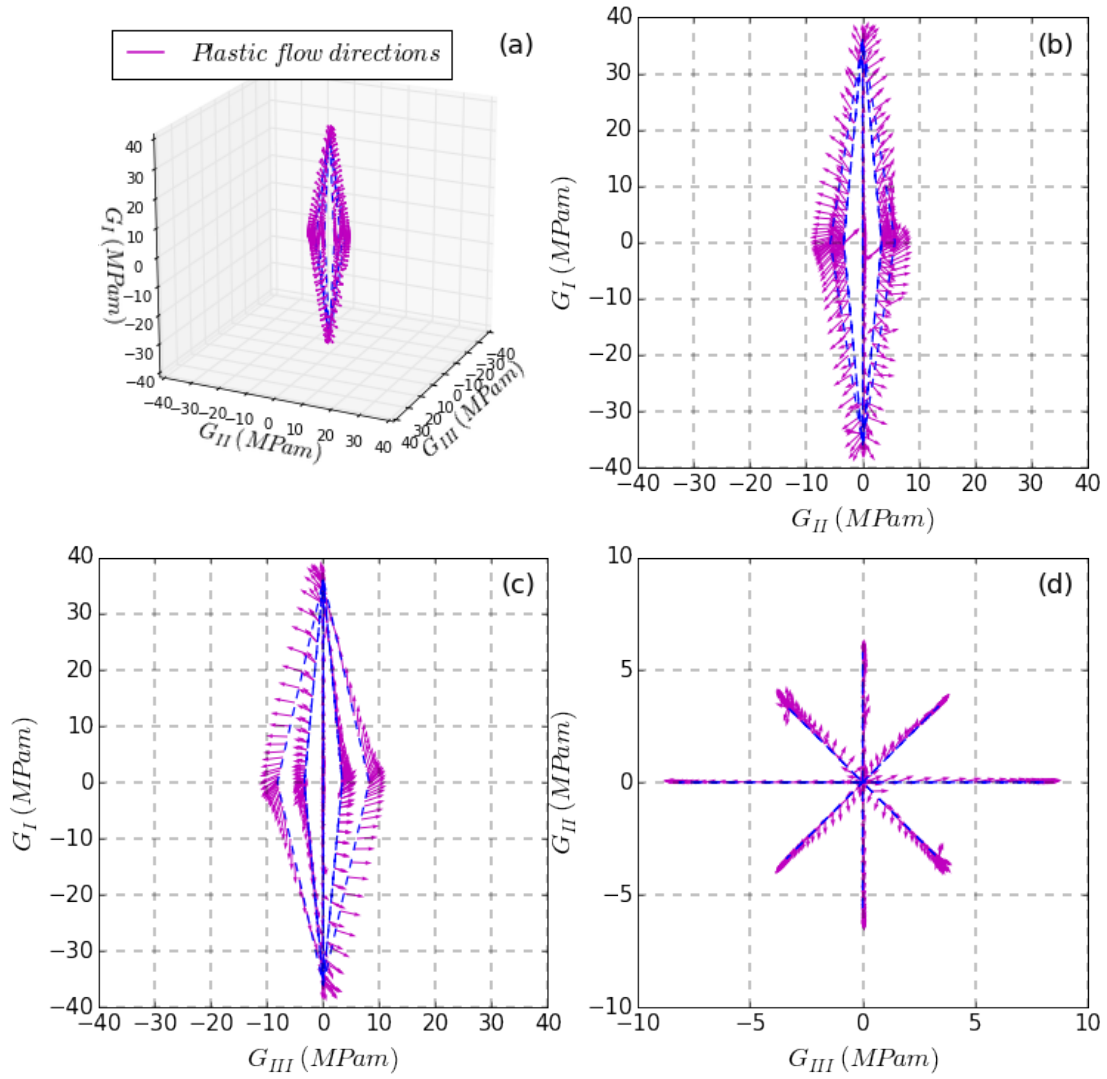 Plastic flow directions
(a)
40
30
20
10
0
−10
−20
−30
−40
G_I (MPam)
−40 −30 −20 −10 0 10 20 30 40
G_II (MPam)
−40 −30 −20 −10 0 10 20 30 40
G_III (MPam)
(b)
40
30
20
10
0
−10
−20
−30
−40
G_I (MPam)
−40 −30 −20 −10 0 10 20 30 40
G_II (MPam)
(c)
40
30
20
10
0
−10
−20
−30
−40
G_I (MPam)
−40 −30 −20 −10 0 10 20 30 40
G_III (MPam)
(d)
10
5
0
−5
−10
G_II (MPam)
−10 −5 0 5 10
G_III (MPam)